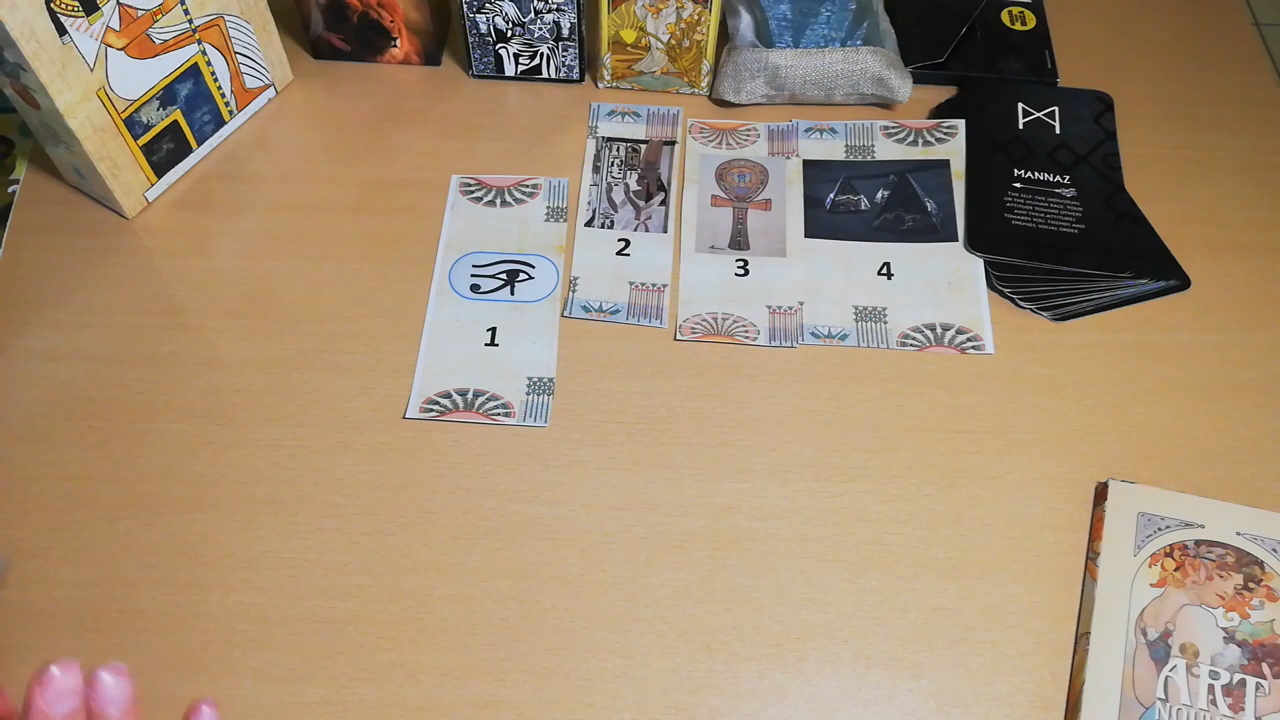 MANNAZ
THE SELF. THE INDIVIDUAL
OR THE HUMAN RACE. YOUR
ATTITUDE TOWARD OTHERS
AND THEIR ATTITUDES
TOWARDS YOU. FRIENDS AND
ENEMIES, SOCIAL ORDER.
2
3
4
1
ART